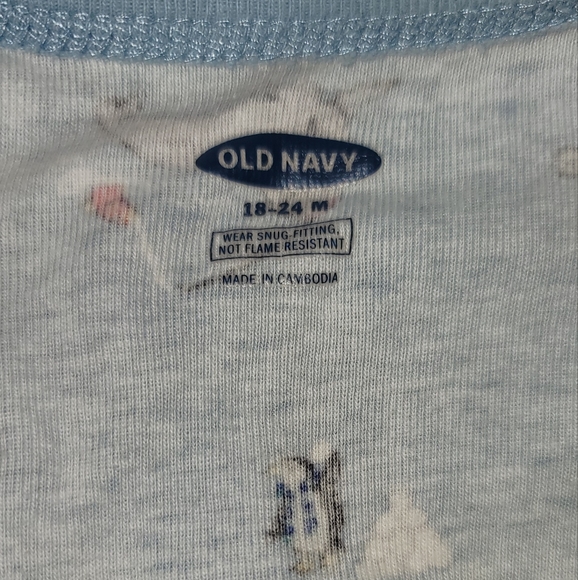 OLD NAVY
18-24 M
WEAR SNUG-FITTING,
NOT FLAME RESISTANT
MADE IN CAMBODIA